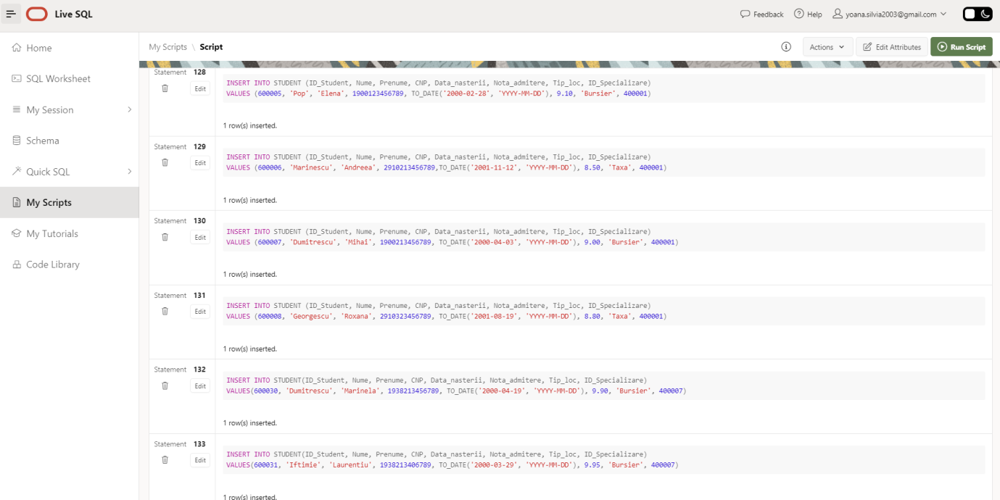 Live SQL
Feedback
Help
yoana.silvia2003@gmail.com
Home
SQL Worksheet
My Session
Schema
Quick SQL
My Scripts
My Tutorials
Code Library
My Scripts \ Script
Actions
Edit Attributes
Run Script
Statement 128
Edit
INSERT INTO STUDENT (ID_Student, Nume, Prenume, CNP, Data_nasterii, Nota_admitere, Tip_loc, ID_Specializare)
VALUES (600005, 'Pop', 'Elena', 1900123456789, TO_DATE('2000-02-28', 'YYYY-MM-DD'), 9.10, 'Bursier', 400001)
1 row(s) inserted.
Statement 129
Edit
INSERT INTO STUDENT (ID_Student, Nume, Prenume, CNP, Data_nasterii, Nota_admitere, Tip_loc, ID_Specializare)
VALUES (600006, 'Marinescu', 'Andreea', 2910213456789,TO_DATE('2001-11-12', 'YYYY-MM-DD'), 8.50, 'Taxa', 400001)
1 row(s) inserted.
Statement 130
Edit
INSERT INTO STUDENT (ID_Student, Nume, Prenume, CNP, Data_nasterii, Nota_admitere, Tip_loc, ID_Specializare)
VALUES (600007, 'Dumitrescu', 'Mihai', 1900213456789, TO_DATE('2000-04-03', 'YYYY-MM-DD'), 9.00, 'Bursier', 400001)
1 row(s) inserted.
Statement 131
Edit
INSERT INTO STUDENT (ID_Student, Nume, Prenume, CNP, Data_nasterii, Nota_admitere, Tip_loc, ID_Specializare)
VALUES (600008, 'Georgescu', 'Roxana', 2910323456789, TO_DATE('2001-08-19', 'YYYY-MM-DD'), 8.80, 'Taxa', 400001)
1 row(s) inserted.
Statement 132
Edit
INSERT INTO STUDENT(ID_Student, Nume, Prenume, CNP, Data_nasterii, Nota_admitere, Tip_loc, ID_Specializare)
VALUES(600030, 'Dumitrescu', 'Marinela', 1938213456789, TO_DATE('2000-04-19', 'YYYY-MM-DD'), 9.90, 'Bursier', 400007)
1 row(s) inserted.
Statement 133
Edit
INSERT INTO STUDENT(ID_Student, Nume, Prenume, CNP, Data_nasterii, Nota_admitere, Tip_loc, ID_Specializare)
VALUES(600031, 'Iftimie', 'Laurentiu', 1938213406789, TO_DATE('2000-03-29', 'YYYY-MM-DD'), 9.95, 'Bursier', 400007)
1 row(s) inserted.